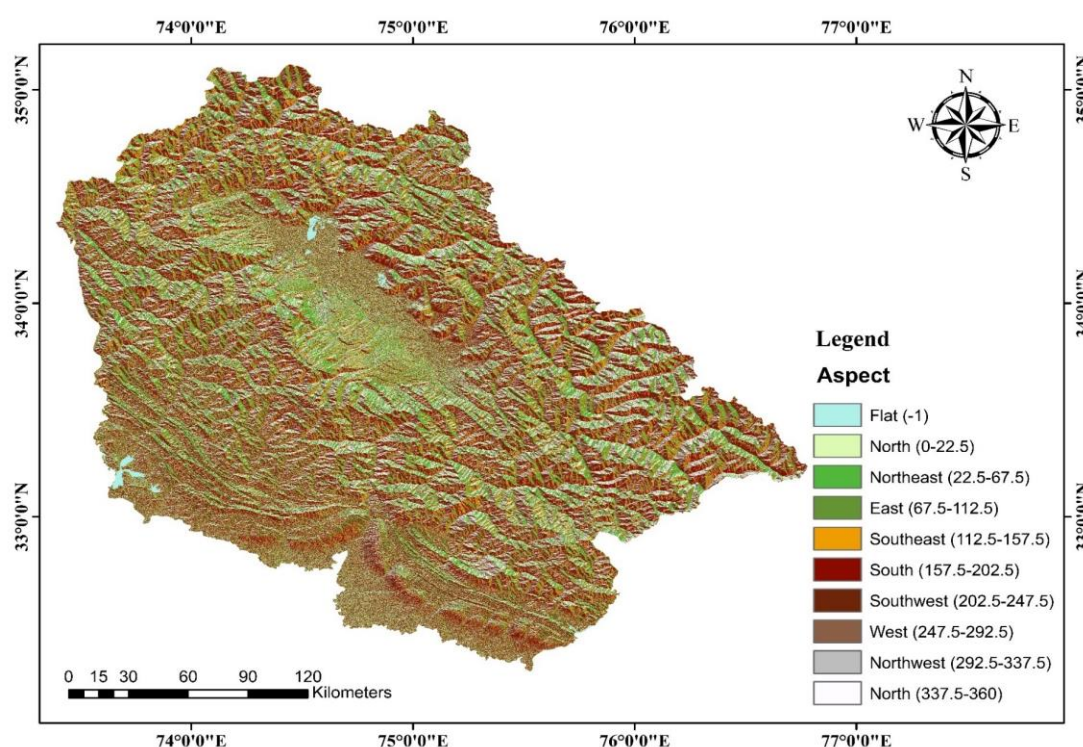 74°0'0"E 75°0'0"E 76°0'0"E 77°0'0"E
35°0'0"N
35°0'0"N
34°0'0"N
34°0'0"N
33°0'0"N
33°0'0"N
N
W E
S
Legend
Aspect
Flat (-1)
North (0-22.5)
Northeast (22.5-67.5)
East (67.5-112.5)
Southeast (112.5-157.5)
South (157.5-202.5)
Southwest (202.5-247.5)
West (247.5-292.5)
Northwest (292.5-337.5)
North (337.5-360)
0 15 30 60 90 120
Kilometers
74°0'0"E 75°0'0"E 76°0'0"E 77°0'0"E